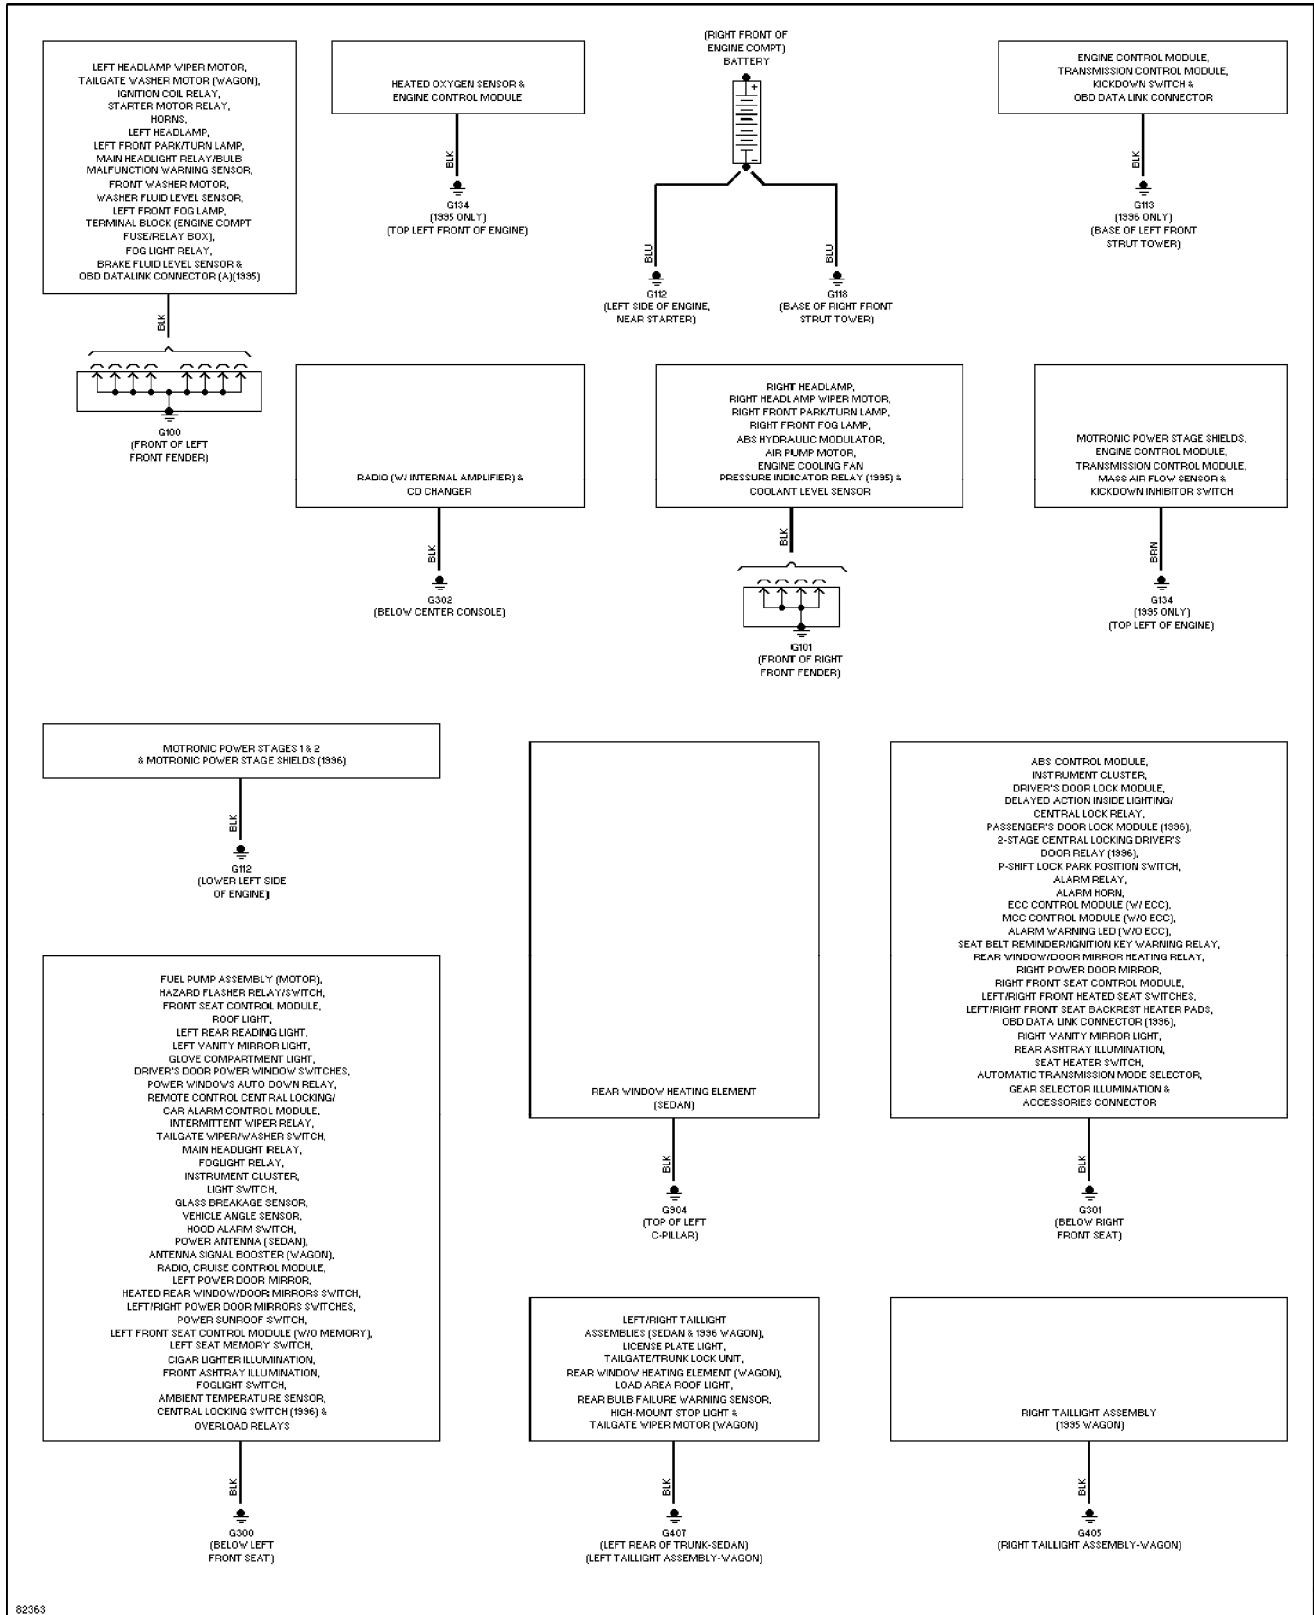 LEFT HEADLAMP WIPER MOTOR,
TAILGATE WASHER MOTOR (WAGON),
IGNITION COIL RELAY,
STARTER MOTOR RELAY,
HORNS,
LEFT HEADLAMP,
LEFT FRONT PARK/TURN LAMP,
MAIN HEADLIGHT RELAY/BULB
MALFUNCTION WARNING SENSOR,
FRONT WASHER MOTOR,
WASHER FLUID LEVEL SENSOR,
LEFT FRONT FOG LAMP,
TERMINAL BLOCK (ENGINE COMPT
FUSE/RELAY BOX),
FOG LIGHT RELAY,
BRAKE FLUID LEVEL SENSOR &
OBD DATALINK CONNECTOR (A)(1995)
BLK
G100
(FRONT OF LEFT
FRONT FENDER)
HEATED OXYGEN SENSOR &
ENGINE CONTROL MODULE
BLK
G134
(1995 ONLY)
(TOP LEFT FRONT OF ENGINE)
(RIGHT FRONT OF
ENGINE COMPT)
BATTERY
+
-
BLU
G112
(LEFT SIDE OF ENGINE,
NEAR STARTER)
BLU
G118
(BASE OF RIGHT FRONT
STRUT TOWER)
ENGINE CONTROL MODULE,
TRANSMISSION CONTROL MODULE,
KICKDOWN SWITCH &
OBD DATA LINK CONNECTOR
BLK
G113
(1996 ONLY)
(BASE OF LEFT FRONT
STRUT TOWER)
RADIO (W/ INTERNAL AMPLIFIER) &
CD CHANGER
BLK
G302
(BELOW CENTER CONSOLE)
RIGHT HEADLAMP,
RIGHT HEADLAMP WIPER MOTOR,
RIGHT FRONT PARK/TURN LAMP,
RIGHT FRONT FOG LAMP,
ABS HYDRAULIC MODULATOR,
AIR PUMP MOTOR,
ENGINE COOLING FAN
PRESSURE INDICATOR RELAY (1995) &
COOLANT LEVEL SENSOR
BLK
G101
(FRONT OF RIGHT
FRONT FENDER)
MOTRONIC POWER STAGE SHIELDS,
ENGINE CONTROL MODULE,
TRANSMISSION CONTROL MODULE,
MASS AIR FLOW SENSOR &
KICKDOWN INHIBITOR SWITCH
BRN
G134
(1995 ONLY)
(TOP LEFT OF ENGINE)
MOTRONIC POWER STAGES 1 & 2
& MOTRONIC POWER STAGE SHIELDS (1996)
BLK
G112
(LOWER LEFT SIDE
OF ENGINE)
REAR WINDOW HEATING ELEMENT
(SEDAN)
BLK
G904
(TOP OF LEFT
C-PILLAR)
ABS CONTROL MODULE,
INSTRUMENT CLUSTER,
DRIVER'S DOOR LOCK MODULE,
DELAYED ACTION INSIDE LIGHTING/
CENTRAL LOCK RELAY,
PASSENGER'S DOOR LOCK MODULE (1996),
2-STAGE CENTRAL LOCKING DRIVER'S
DOOR RELAY (1996),
P-SHIFT LOCK PARK POSITION SWITCH,
ALARM RELAY,
ALARM HORN,
ECC CONTROL MODULE (W/ ECC),
MCC CONTROL MODULE (W/O ECC),
ALARM WARNING LED (W/O ECC),
SEAT BELT REMINDER/IGNITION KEY WARNING RELAY,
REAR WINDOW/DOOR MIRROR HEATING RELAY,
RIGHT POWER DOOR MIRROR,
RIGHT FRONT SEAT CONTROL MODULE,
LEFT/RIGHT FRONT HEATED SEAT SWITCHES,
LEFT/RIGHT FRONT SEAT BACKREST HEATER PADS,
OBD DATA LINK CONNECTOR (1996),
RIGHT VANITY MIRROR LIGHT,
REAR ASHTRAY ILLUMINATION,
SEAT HEATER SWITCH,
AUTOMATIC TRANSMISSION MODE SELECTOR,
GEAR SELECTOR ILLUMINATION &
ACCESSORIES CONNECTOR
BLK
G301
(BELOW RIGHT
FRONT SEAT)
FUEL PUMP ASSEMBLY (MOTOR),
HAZARD FLASHER RELAY/SWITCH,
FRONT SEAT CONTROL MODULE,
ROOF LIGHT,
LEFT REAR READING LIGHT,
LEFT VANITY MIRROR LIGHT,
GLOVE COMPARTMENT LIGHT,
DRIVER'S DOOR POWER WINDOW SWITCHES,
POWER WINDOWS AUTO DOWN RELAY,
REMOTE CONTROL CENTRAL LOCKING/
CAR ALARM CONTROL MODULE,
INTERMITTENT WIPER RELAY,
TAILGATE WIPER/WASHER SWITCH,
MAIN HEADLIGHT RELAY,
FOGLIGHT RELAY,
INSTRUMENT CLUSTER,
LIGHT SWITCH,
GLASS BREAKAGE SENSOR,
VEHICLE ANGLE SENSOR,
HOOD ALARM SWITCH,
POWER ANTENNA (SEDAN),
ANTENNA SIGNAL BOOSTER (WAGON),
RADIO, CRUISE CONTROL MODULE,
LEFT POWER DOOR MIRROR,
HEATED REAR WINDOW/DOOR MIRRORS SWITCH,
LEFT/RIGHT POWER DOOR MIRRORS SWITCHES,
POWER SUNROOF SWITCH,
LEFT FRONT SEAT CONTROL MODULE (W/O MEMORY),
LEFT SEAT MEMORY SWITCH,
CIGAR LIGHTER ILLUMINATION,
FRONT ASHTRAY ILLUMINATION,
FOGLIGHT SWITCH,
AMBIENT TEMPERATURE SENSOR,
CENTRAL LOCKING SWITCH (1996) &
OVERLOAD RELAYS
BLK
G300
(BELOW LEFT
FRONT SEAT)
LEFT/RIGHT TAILLIGHT
ASSEMBLIES (SEDAN & 1996 WAGON),
LICENSE PLATE LIGHT,
TAILGATE/TRUNK LOCK UNIT,
REAR WINDOW HEATING ELEMENT (WAGON),
LOAD AREA ROOF LIGHT,
REAR BULB FAILURE WARNING SENSOR,
HIGH-MOUNT STOP LIGHT &
TAILGATE WIPER MOTOR (WAGON)
BLK
G407
(LEFT REAR OF TRUNK-SEDAN)
(LEFT TAILLIGHT ASSEMBLY-WAGON)
RIGHT TAILLIGHT ASSEMBLY
(1995 WAGON)
BLK
G405
(RIGHT TAILLIGHT ASSEMBLY-WAGON)
82363